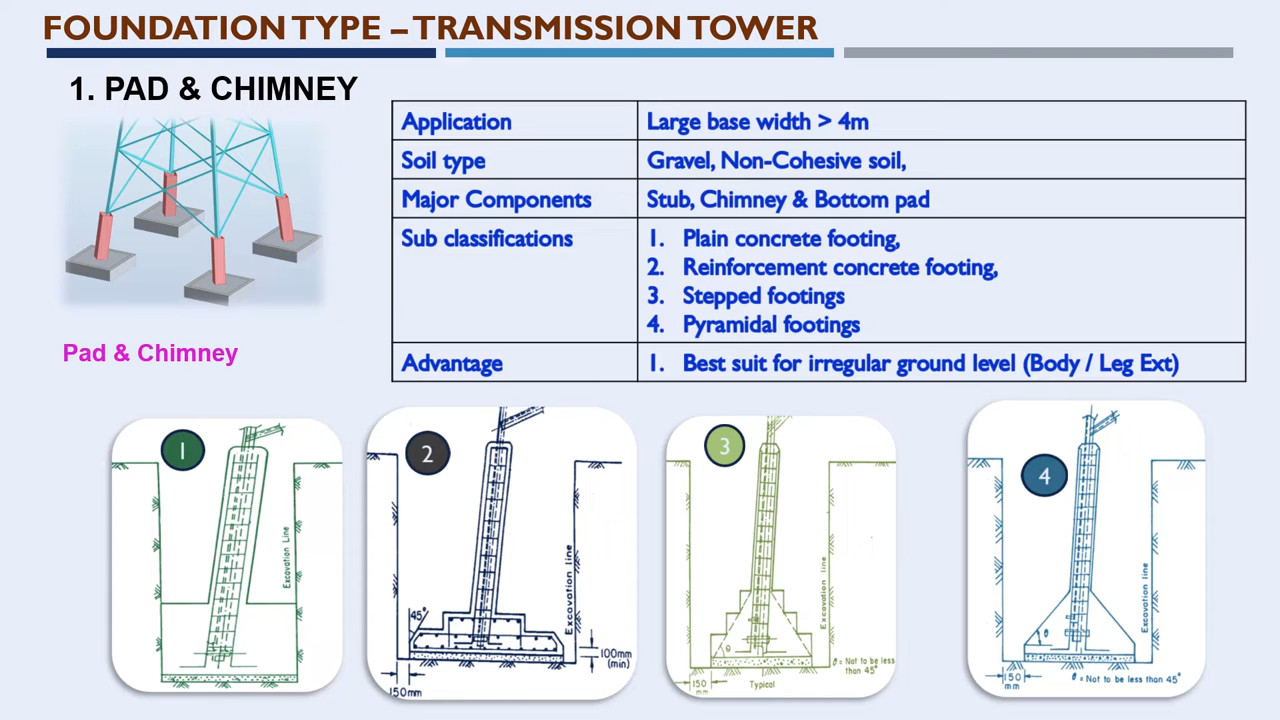 FOUNDATION TYPE – TRANSMISSION TOWER
1. PAD & CHIMNEY
Application
Large base width > 4m
Soil type
Gravel, Non-Cohesive soil,
Major Components
Stub, Chimney & Bottom pad
Sub classifications
1. Plain concrete footing,
2. Reinforcement concrete footing,
3. Stepped footings
4. Pyramidal footings
Advantage
1. Best suit for irregular ground level (Body / Leg Ext)
Pad & Chimney
1
Excavation Line
2
45°
Excavation line
100mm
(min)
150mm
3
Excavation line
θ
θ = Not to be less
than 45°
150
mm
Typical
4
Excavation line
θ
150
mm
θ = Not to be less
than 45°